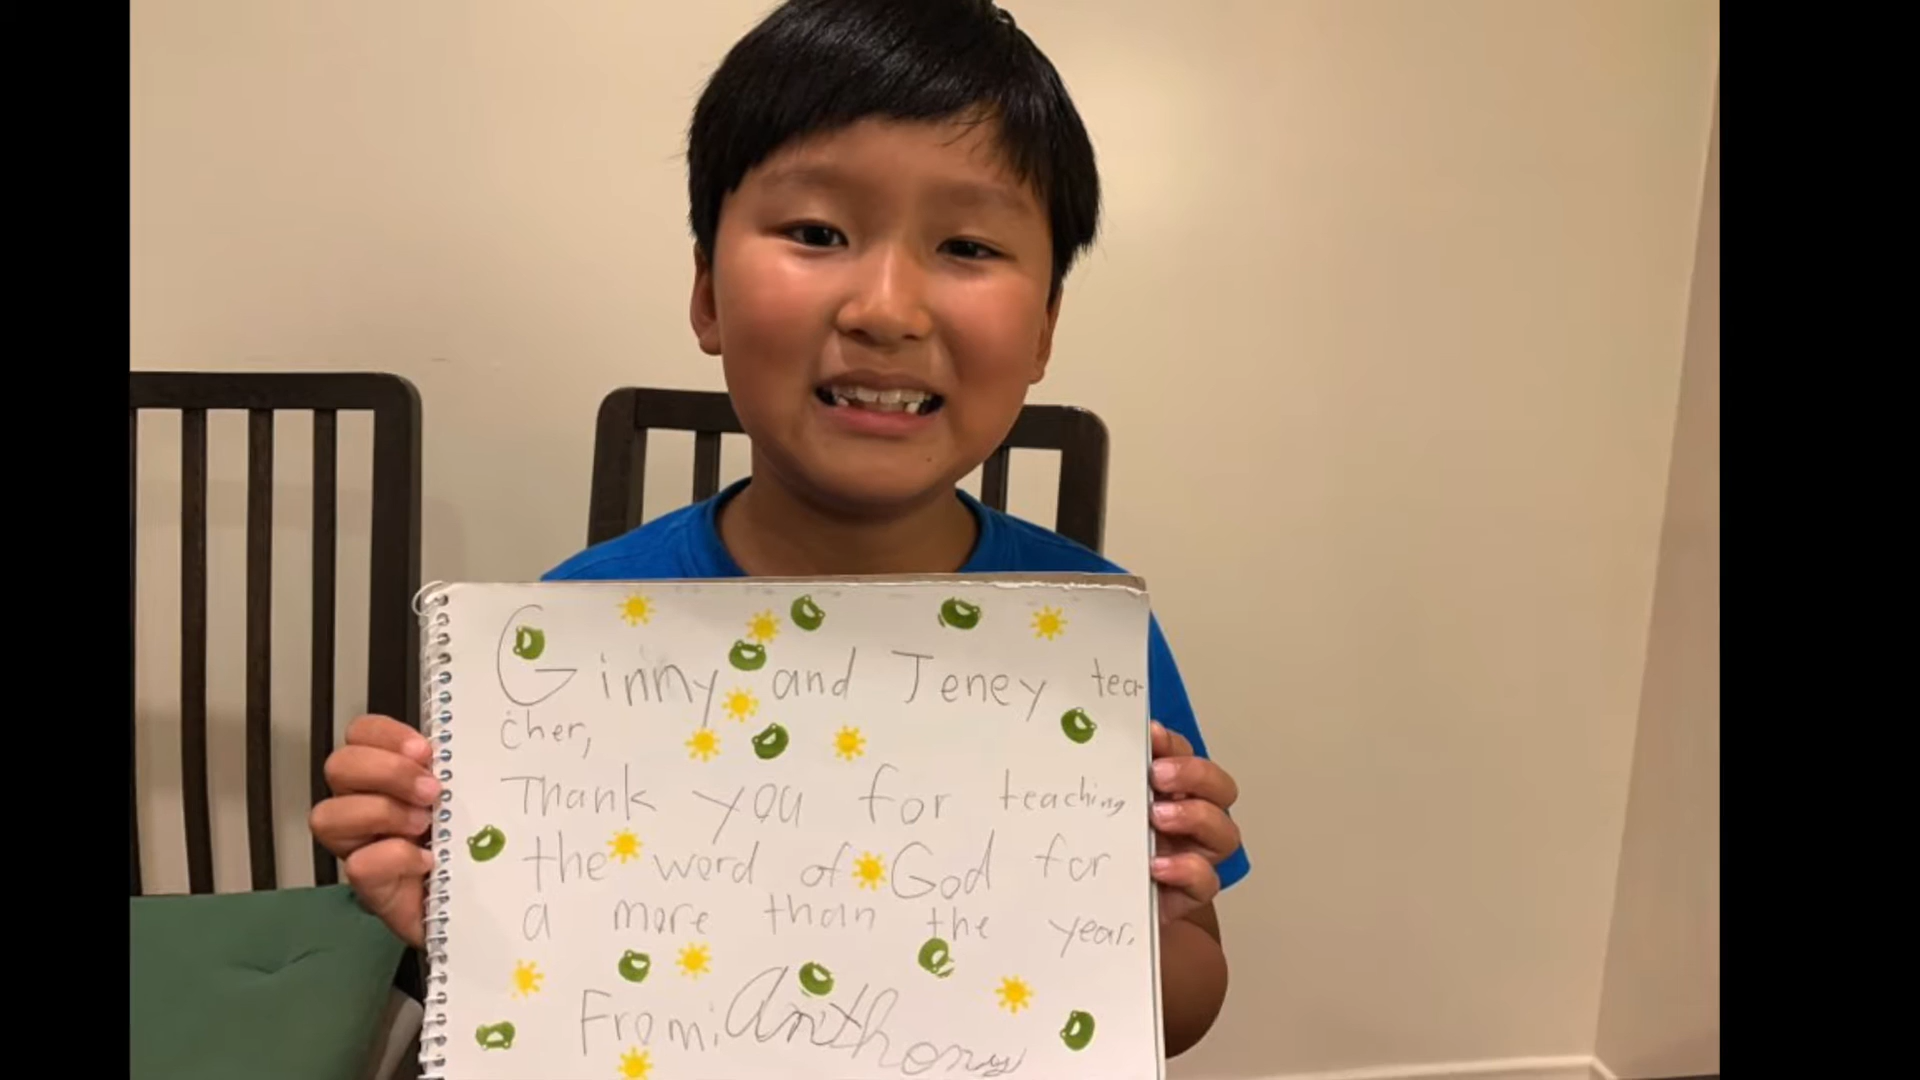 Ginny and Jeney tea-
cher,
Thank you for teaching
the word of God for
a more than the year.
From: Anthony